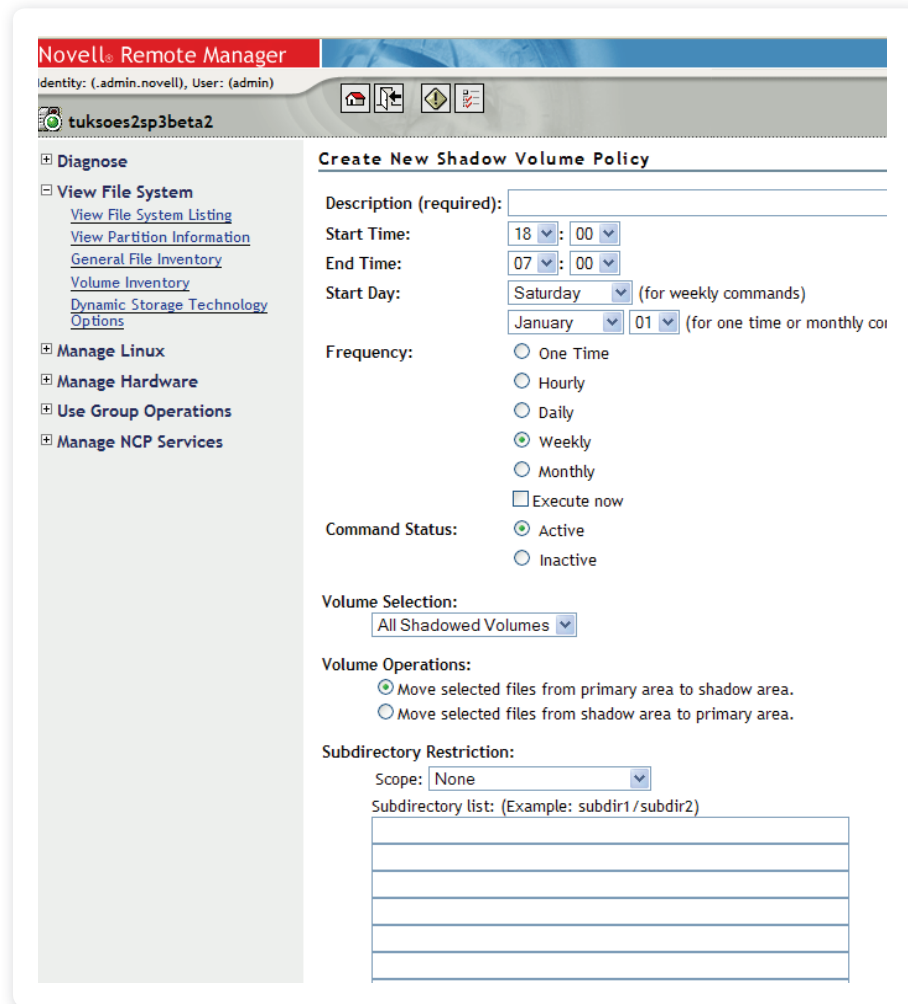 Novell® Remote Manager
Identity: (.admin.novell), User: (admin)
tuksoes2sp3beta2
Diagnose
View File System
View File System Listing
View Partition Information
General File Inventory
Volume Inventory
Dynamic Storage Technology
Options
Manage Linux
Manage Hardware
Use Group Operations
Manage NCP Services
Create New Shadow Volume Policy
Description (required):
Start Time: 18 : 00
End Time: 07 : 00
Start Day: Saturday (for weekly commands)
January 01 (for one time or monthly
Frequency: One Time
Hourly
Daily
Weekly
Monthly
Execute now
Command Status: Active
Inactive
Volume Selection:
All Shadowed Volumes
Volume Operations:
Move selected files from primary area to shadow area.
Move selected files from shadow area to primary area.
Subdirectory Restriction:
Scope: None
Subdirectory list: (Example: subdir1/subdir2)